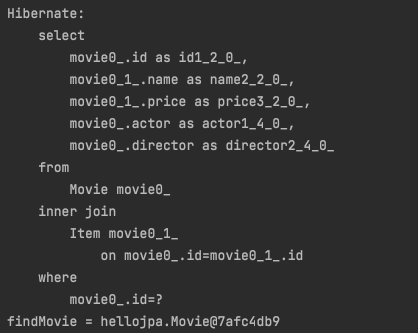 Hibernate:
    select
        movie0_.id as id1_2_0_,
        movie0_1_.name as name2_2_0_,
        movie0_1_.price as price3_2_0_,
        movie0_.actor as actor1_4_0_,
        movie0_.director as director2_4_0_
    from
        Movie movie0_
    inner join
        Item movie0_1_
            on movie0_.id=movie0_1_.id
    where
        movie0_.id=?
findMovie = hellojpa.Movie@7afc4db9